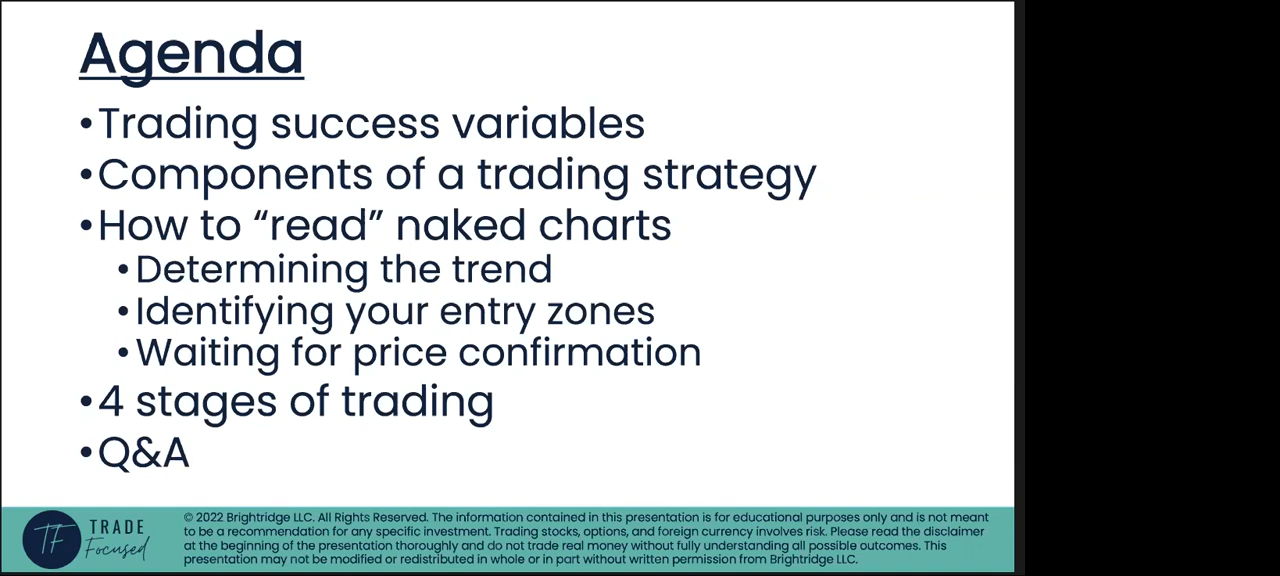 Agenda
•Trading success variables
•Components of a trading strategy
•How to “read” naked charts
•Determining the trend
•Identifying your entry zones
•Waiting for price confirmation
•4 stages of trading
•Q&A
TF TRADE
Focused
© 2022 Brightridge LLC. All Rights Reserved. The information contained in this presentation is for educational purposes only and is not meant
to be a recommendation for any specific investment. Trading stocks, options, and foreign currency involves risk. Please read the disclaimer
at the beginning of the presentation thoroughly and do not trade real money without fully understanding all possible outcomes. This
presentation may not be modified or redistributed in whole or in part without written permission from Brightridge LLC.